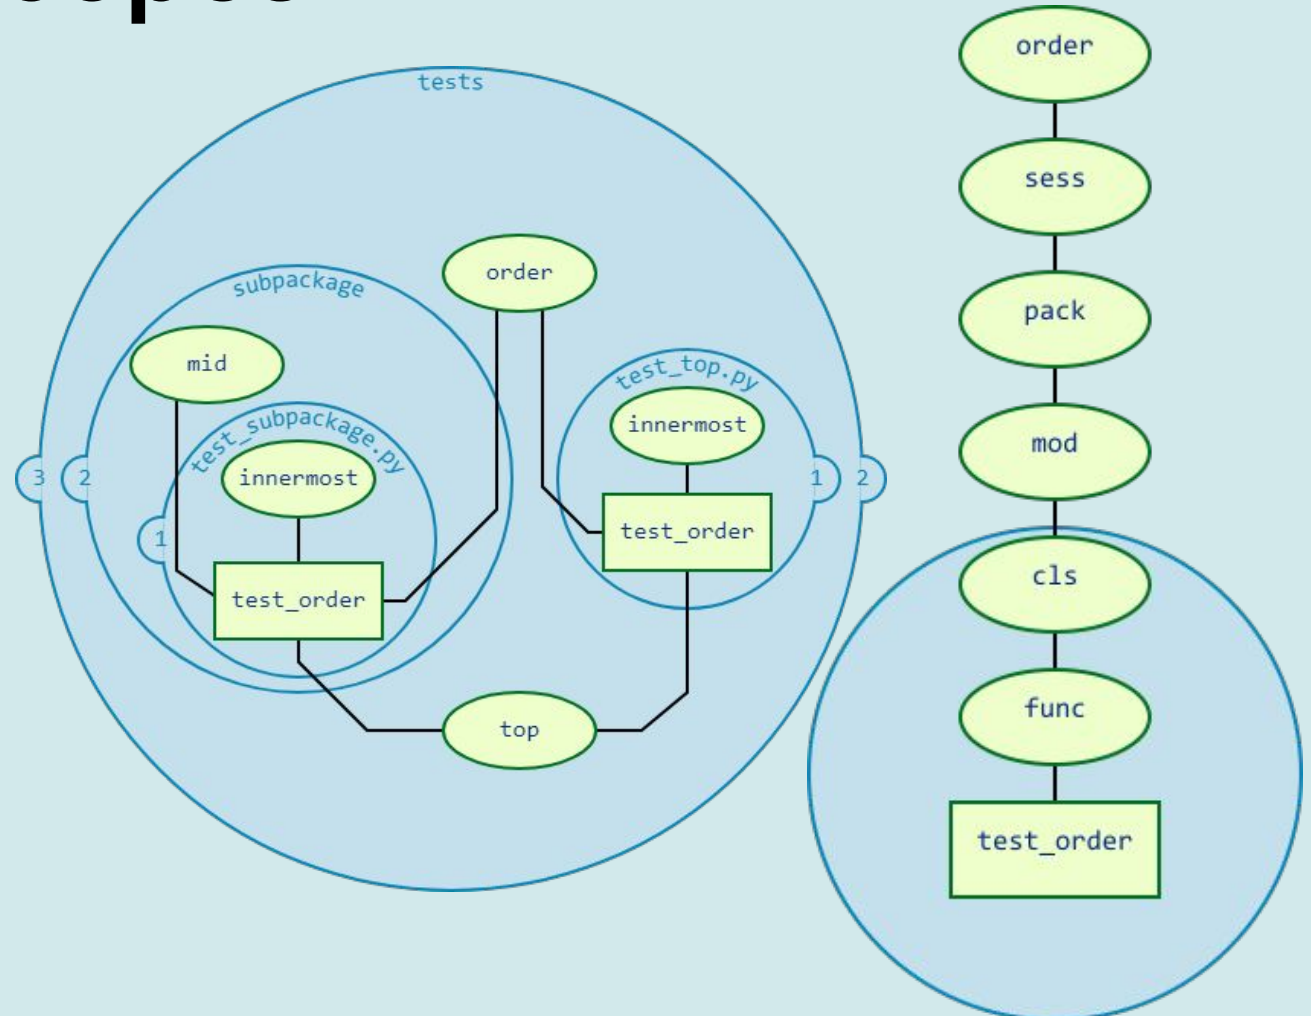 tests
order
subpackage
mid
test_subpackage.py
innermost
test_order
1
2
3
test_top.py
innermost
test_order
1
2
top
order
sess
pack
mod
cls
func
test_order